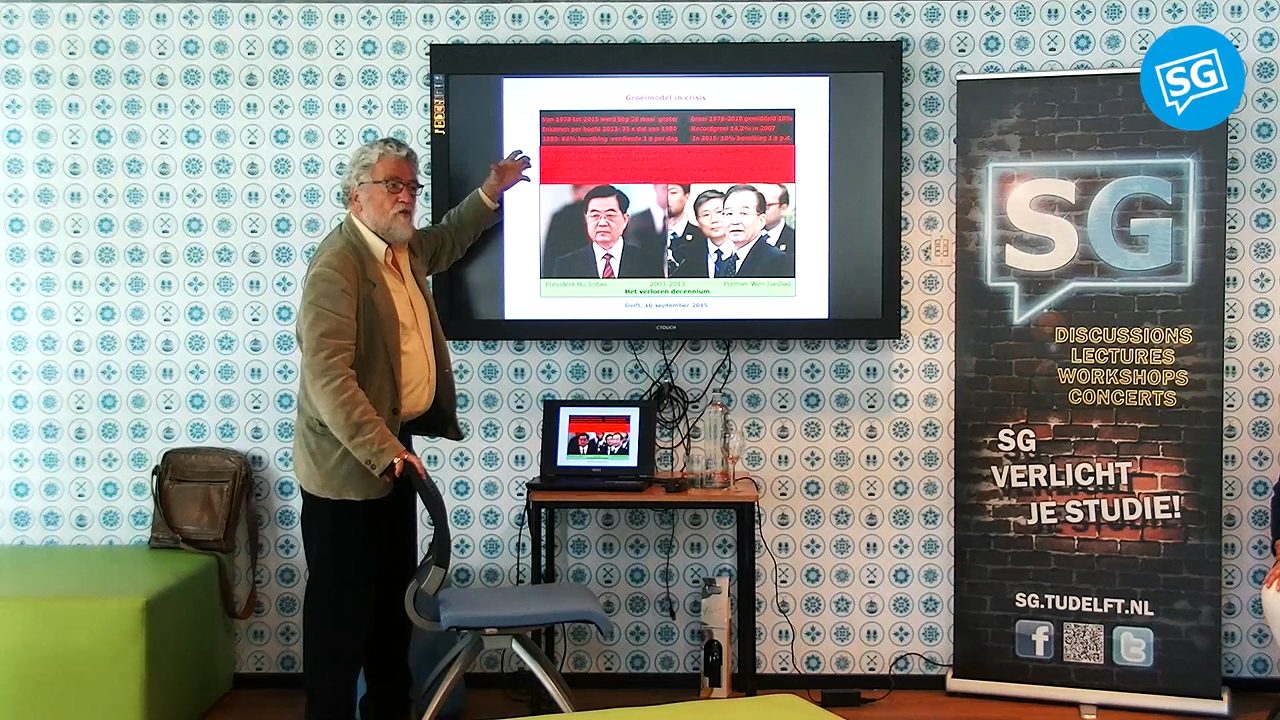 Groeimodel in crisis
Van 1978 tot 2015 werd bbp 26 maal groter
Inkomen per hoofd 2013: 35 x dat van 1980
1980: 64% bevolking verdiende 1 $ per dag
Groei 1978-2010 gemiddeld 10%
Recordgroei 14,2% in 2007
In 2015: 10% bevolking 1 $ p.d.
President Hu Jintao
2003-2013
Premier Wen Jiabao
Het verloren decennium
Delft, 10 september 2015
CTOUCH
SG
SG
DISCUSSIONS
LECTURES
WORKSHOPS
CONCERTS
SG
VERLICHT
JE STUDIE!
SG.TUDELFT.NL